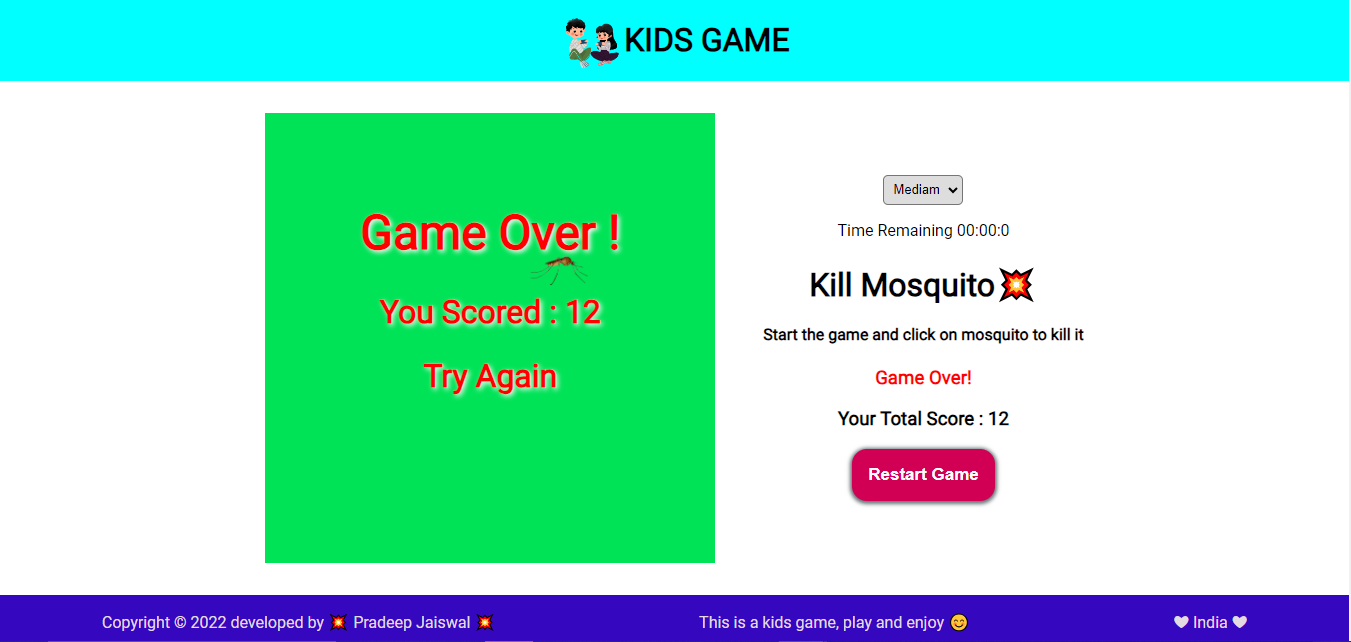 KIDS GAME
Game Over !
You Scored : 12
Try Again
Mediam
Time Remaining 00:00:0
Kill Mosquito💥
Start the game and click on mosquito to kill it
Game Over!
Your Total Score : 12
Restart Game
Copyright © 2022 developed by 💥 Pradeep Jaiswal 💥
This is a kids game, play and enjoy 😊
❤ India ❤